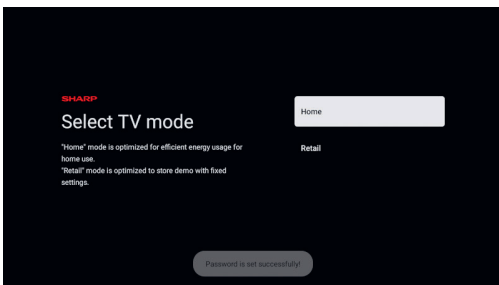 SHARP
Select TV mode
"Home" mode is optimized for efficient energy usage for
home use.
"Retail" mode is optimized to store demo with fixed
settings.
Home
Retail
Password is set successfully!